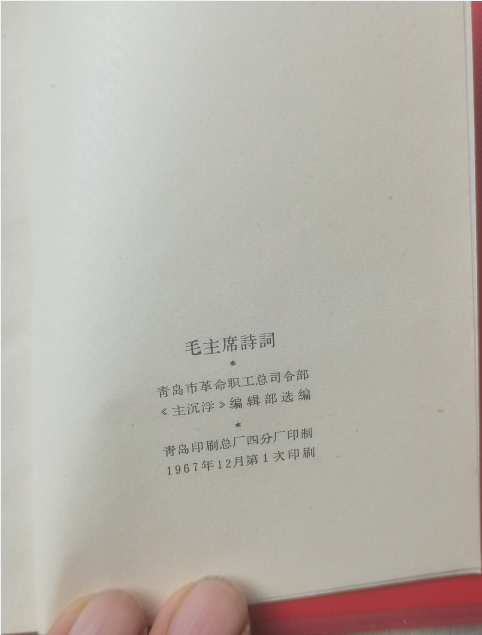 毛主席詩詞
*
青岛市革命职工总司令部
《主沉浮》编辑部选编
*
青岛印刷总厂四分厂印制
1967年12月第1次印刷